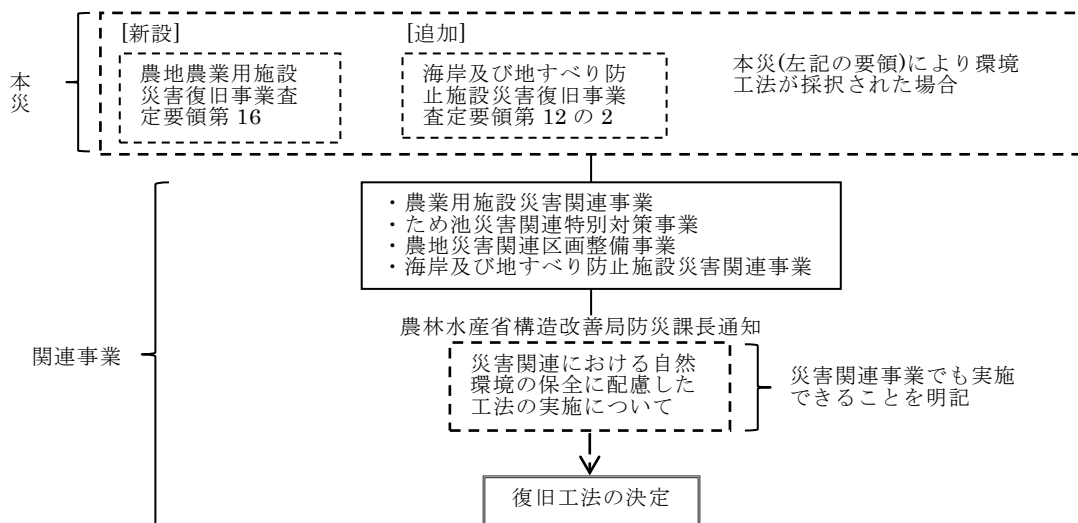 [新設]
[追加]
本災
農地農業用施設
災害復旧事業査
定要領第 16
海岸及び地すべり防
止施設災害復旧事業
査定要領第 12 の 2
本災(左記の要領)により環境
工法が採択された場合
・農業用施設災害関連事業
・ため池災害関連特別対策事業
・農地災害関連区画整備事業
・海岸及び地すべり防止施設災害関連事業
農林水産省構造改善局防災課長通知
関連事業
災害関連における自然
環境の保全に配慮した
工法の実施について
災害関連事業でも実施
できることを明記
復旧工法の決定